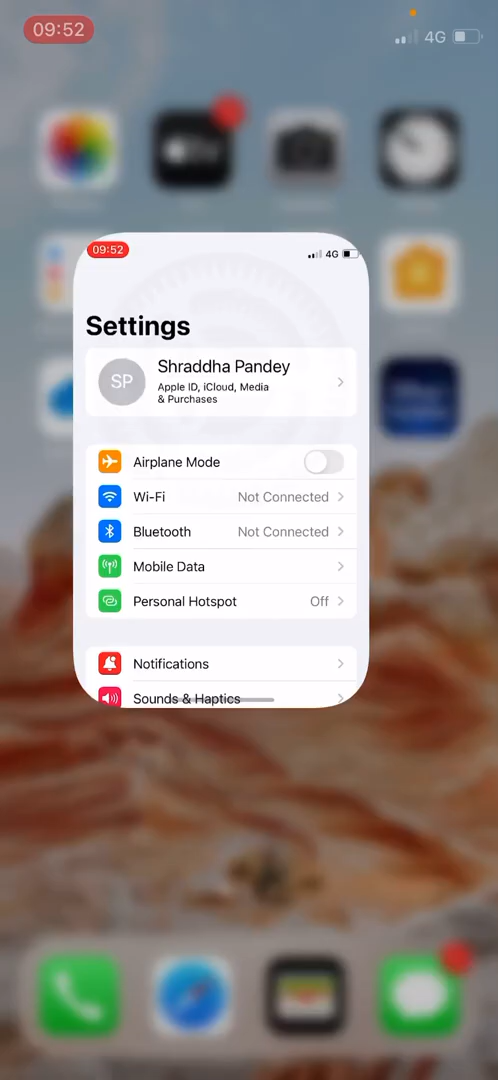 09:52
4G
09:52
4G
Settings
SP
Shraddha Pandey
Apple ID, iCloud, Media
& Purchases
Airplane Mode
Wi-Fi Not Connected
Bluetooth Not Connected
Mobile Data
Personal Hotspot Off
Notifications
Sounds & Haptics